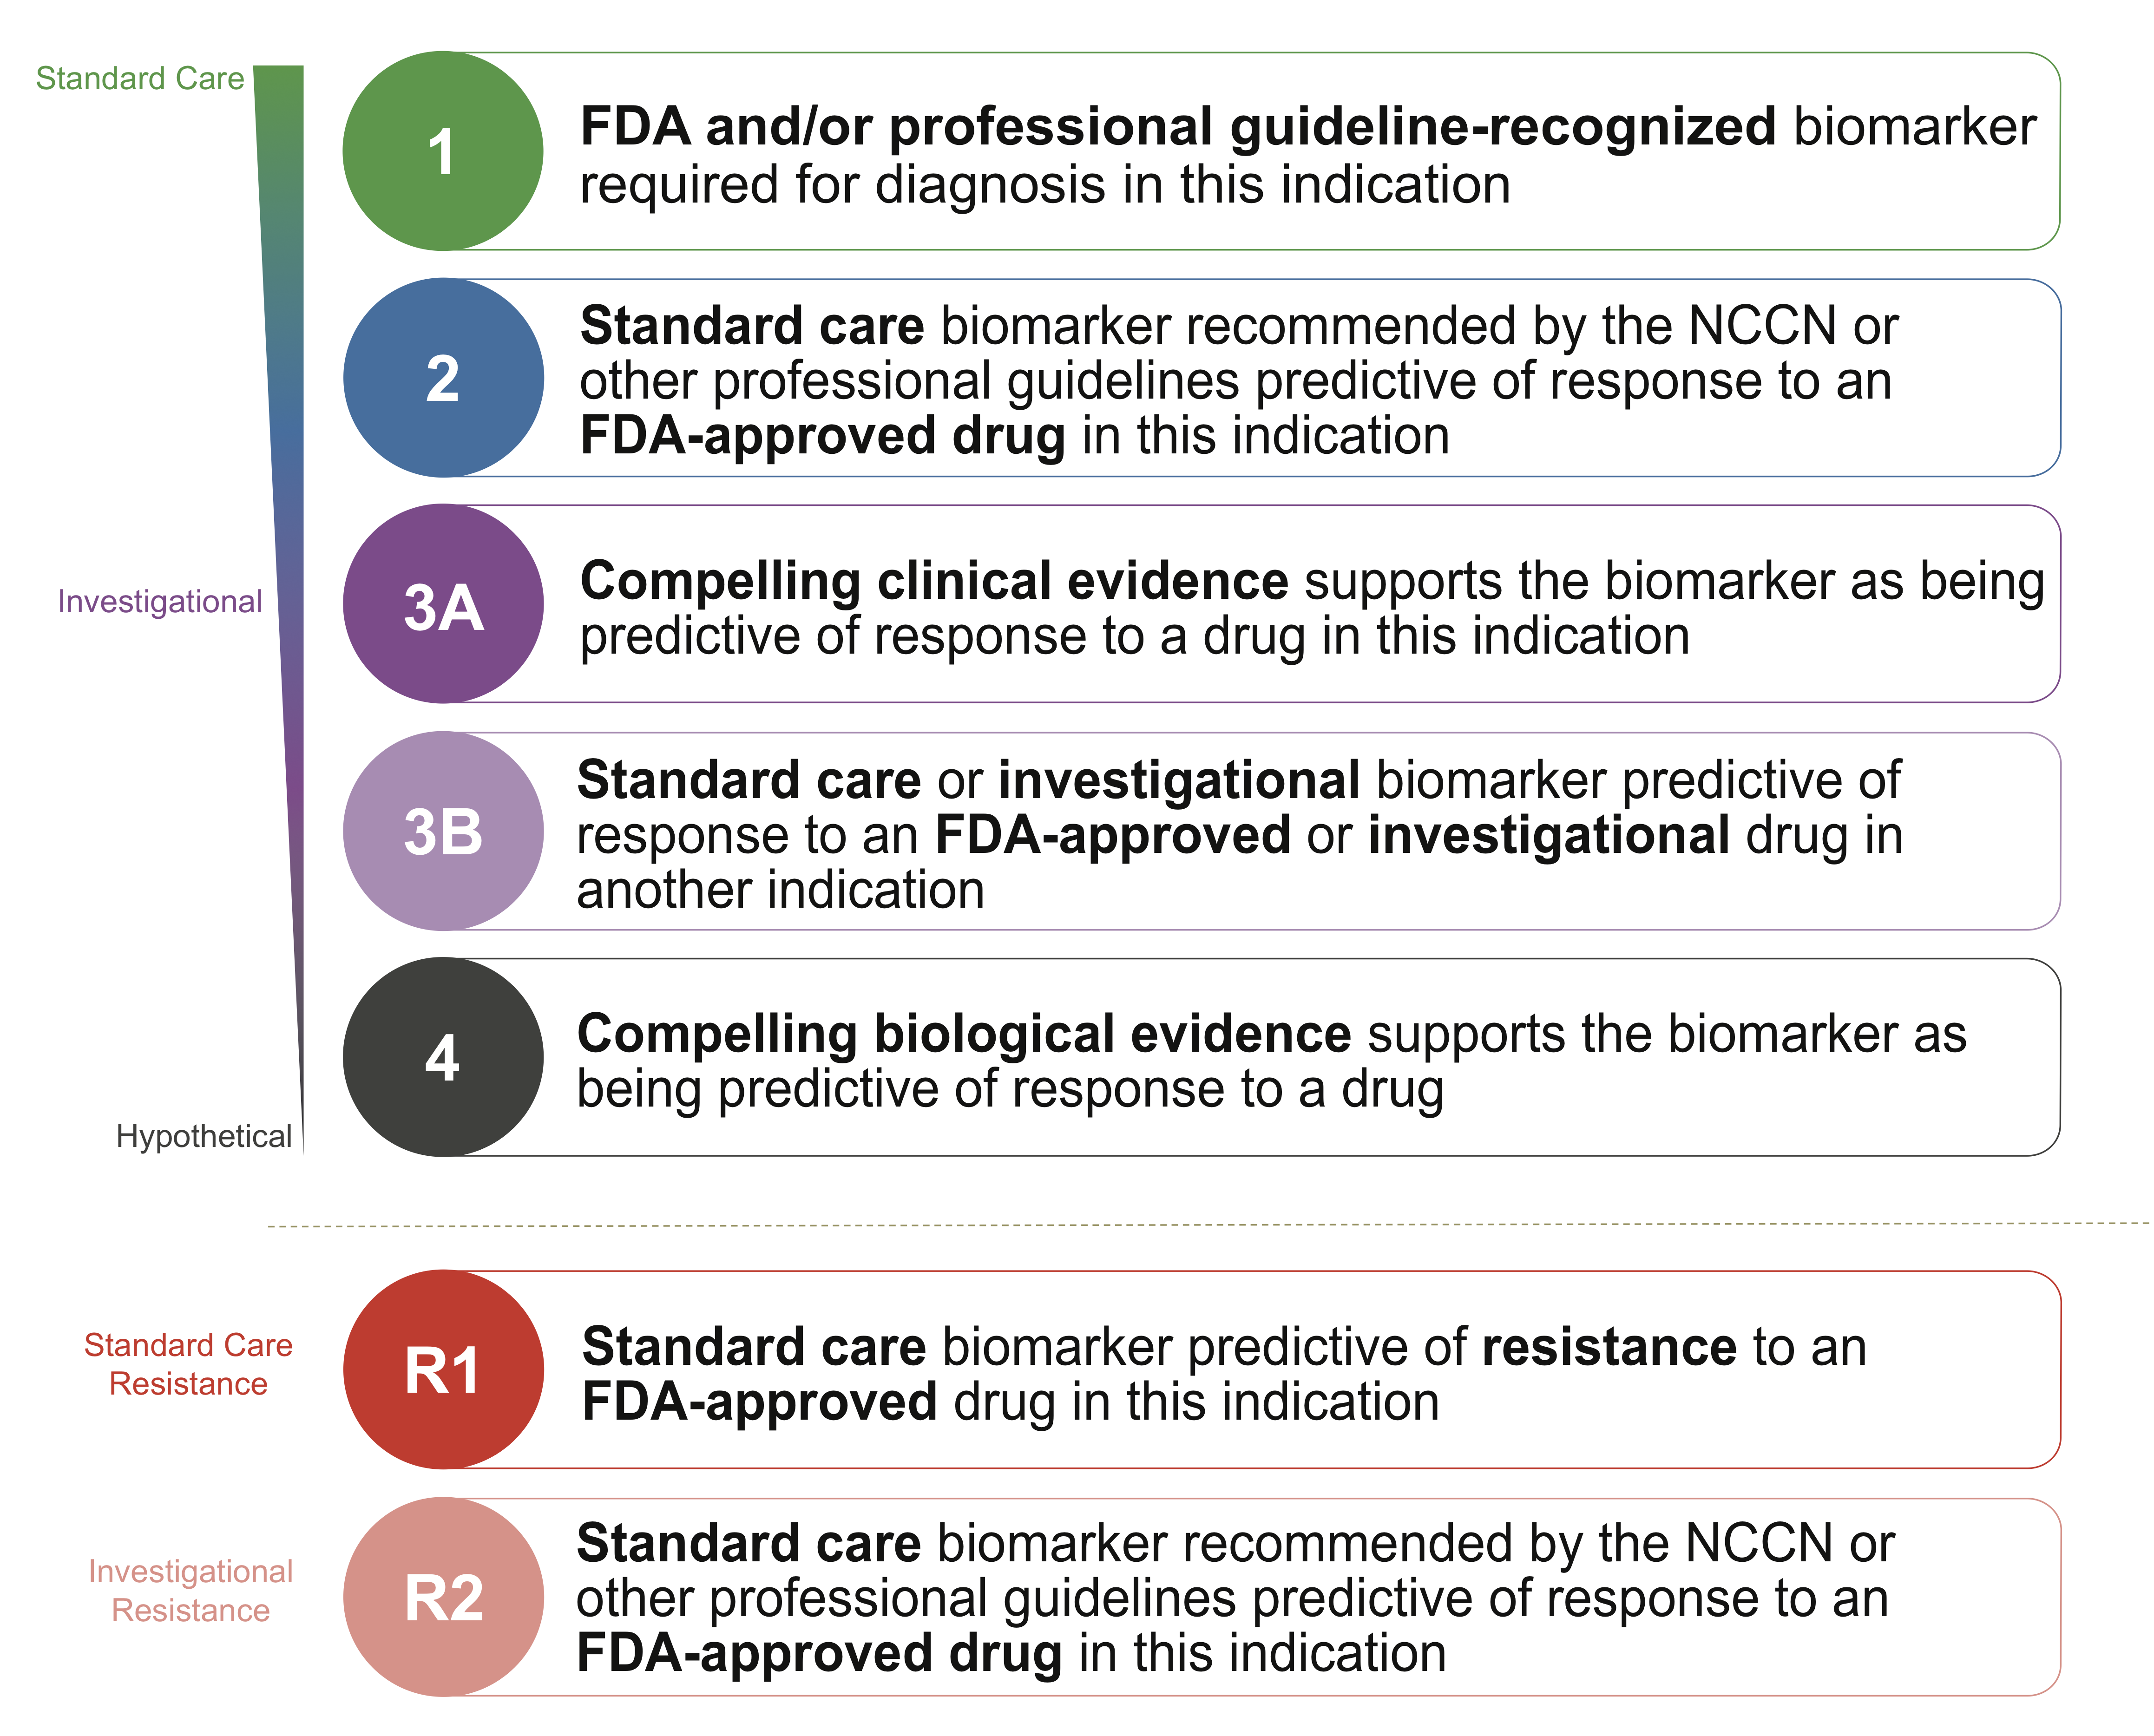 Standard Care
1
FDA and/or professional guideline-recognized biomarker
required for diagnosis in this indication
2
Standard care biomarker recommended by the NCCN or
other professional guidelines predictive of response to an
FDA-approved drug in this indication
Investigational
3A
Compelling clinical evidence supports the biomarker as being
predictive of response to a drug in this indication
3B
Standard care or investigational biomarker predictive of
response to an FDA-approved or investigational drug in
another indication
4
Compelling biological evidence supports the biomarker as
being predictive of response to a drug
Hypothetical
Standard Care
Resistance
R1
Standard care biomarker predictive of resistance to an
FDA-approved drug in this indication
Investigational
Resistance
R2
Standard care biomarker recommended by the NCCN or
other professional guidelines predictive of response to an
FDA-approved drug in this indication